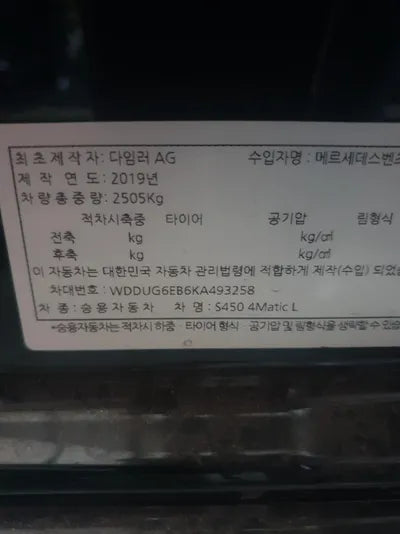 최초제작자: 다임러 AG 수입자명 : 메르세데스벤츠
제 작 연 도 : 2019년
차 량 총 중 량 : 2505Kg
적차시축중 타이어 공기압 림형식
전축 kg kg/㎠
후축 kg kg/㎠
이 자동차는 대한민국 자동차 관리법령에 적합하게 제작(수입) 되었
차대번호 : WDDUG6EB6KA493258
차 종 : 승용자동차 차 명 : S450 4Matic L
*승용자동차는 적차시 하중 · 타이어 형식 · 공기압 및 림형식을 생략할 수 있